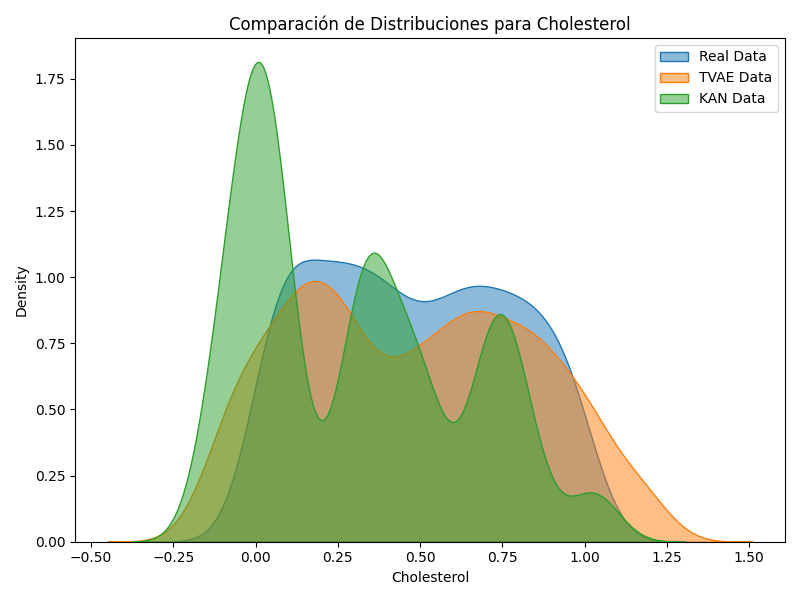 Comparación de Distribuciones para Cholesterol
Real Data
TVAE Data
KAN Data
Density
1.75
1.50
1.25
1.00
0.75
0.50
0.25
0.00
−0.50 −0.25 0.00 0.25 0.50 0.75 1.00 1.25 1.50
Cholesterol